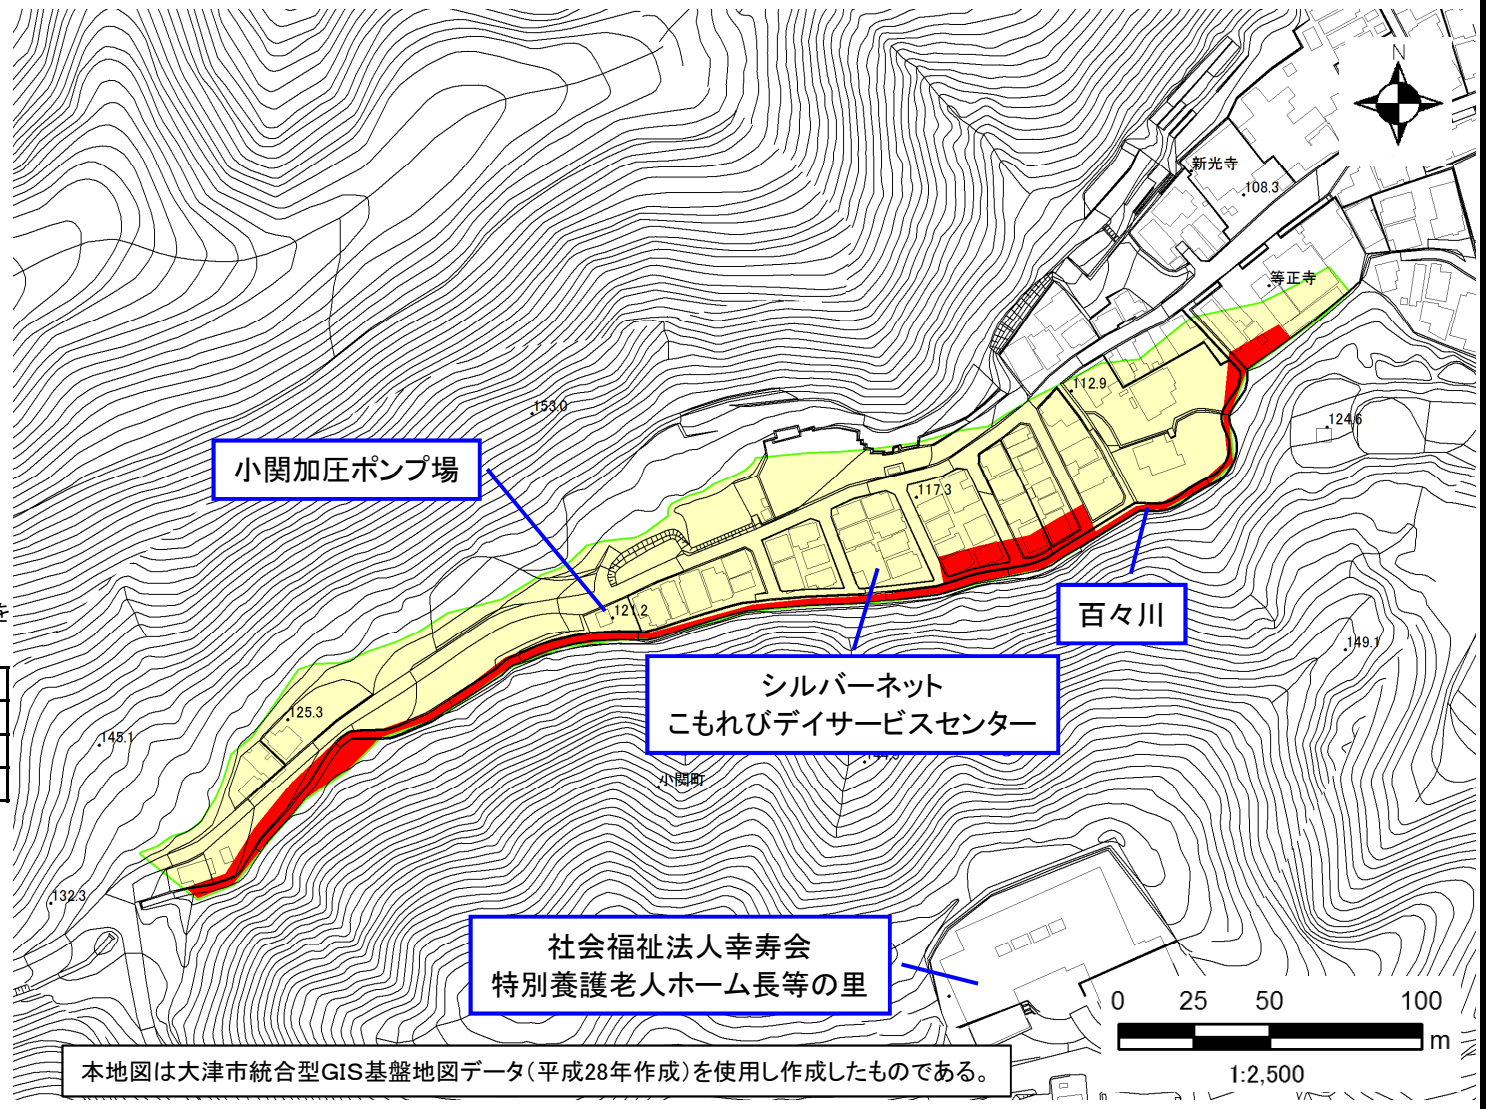 N
新光寺
108.3
等正寺
112.9
153.0
124.6
小関加圧ポンプ場
117.3
を
121.2
百々川
149.1
シルバーネット
こもれびデイサービスセンター
125.3
145.1
小関町
132.3
社会福祉法人幸寿会
特別養護老人ホーム長等の里
0 25 50 100
m
1:2,500
本地図は大津市統合型GIS基盤地図データ(平成28年作成)を使用し作成したものである。